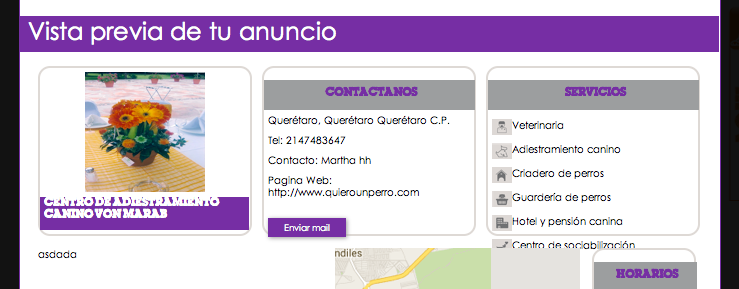 Vista previa de tu anuncio
CENTRO DE ADIESTRAMIENTO
CANINO VON MARAB
CONTACTANOS
Querétaro, Querétaro Querétaro C.P.
Tel: 2147483647
Contacto: Martha hh
Pagina Web:
http://www.quierounperro.com
Enviar mail
SERVICIOS
Veterinaria
Adiestramiento canino
Criadero de perros
Guardería de perros
Hotel y pensión canina
Centro de sociabilización
asdada
ndiles
HORARIOS